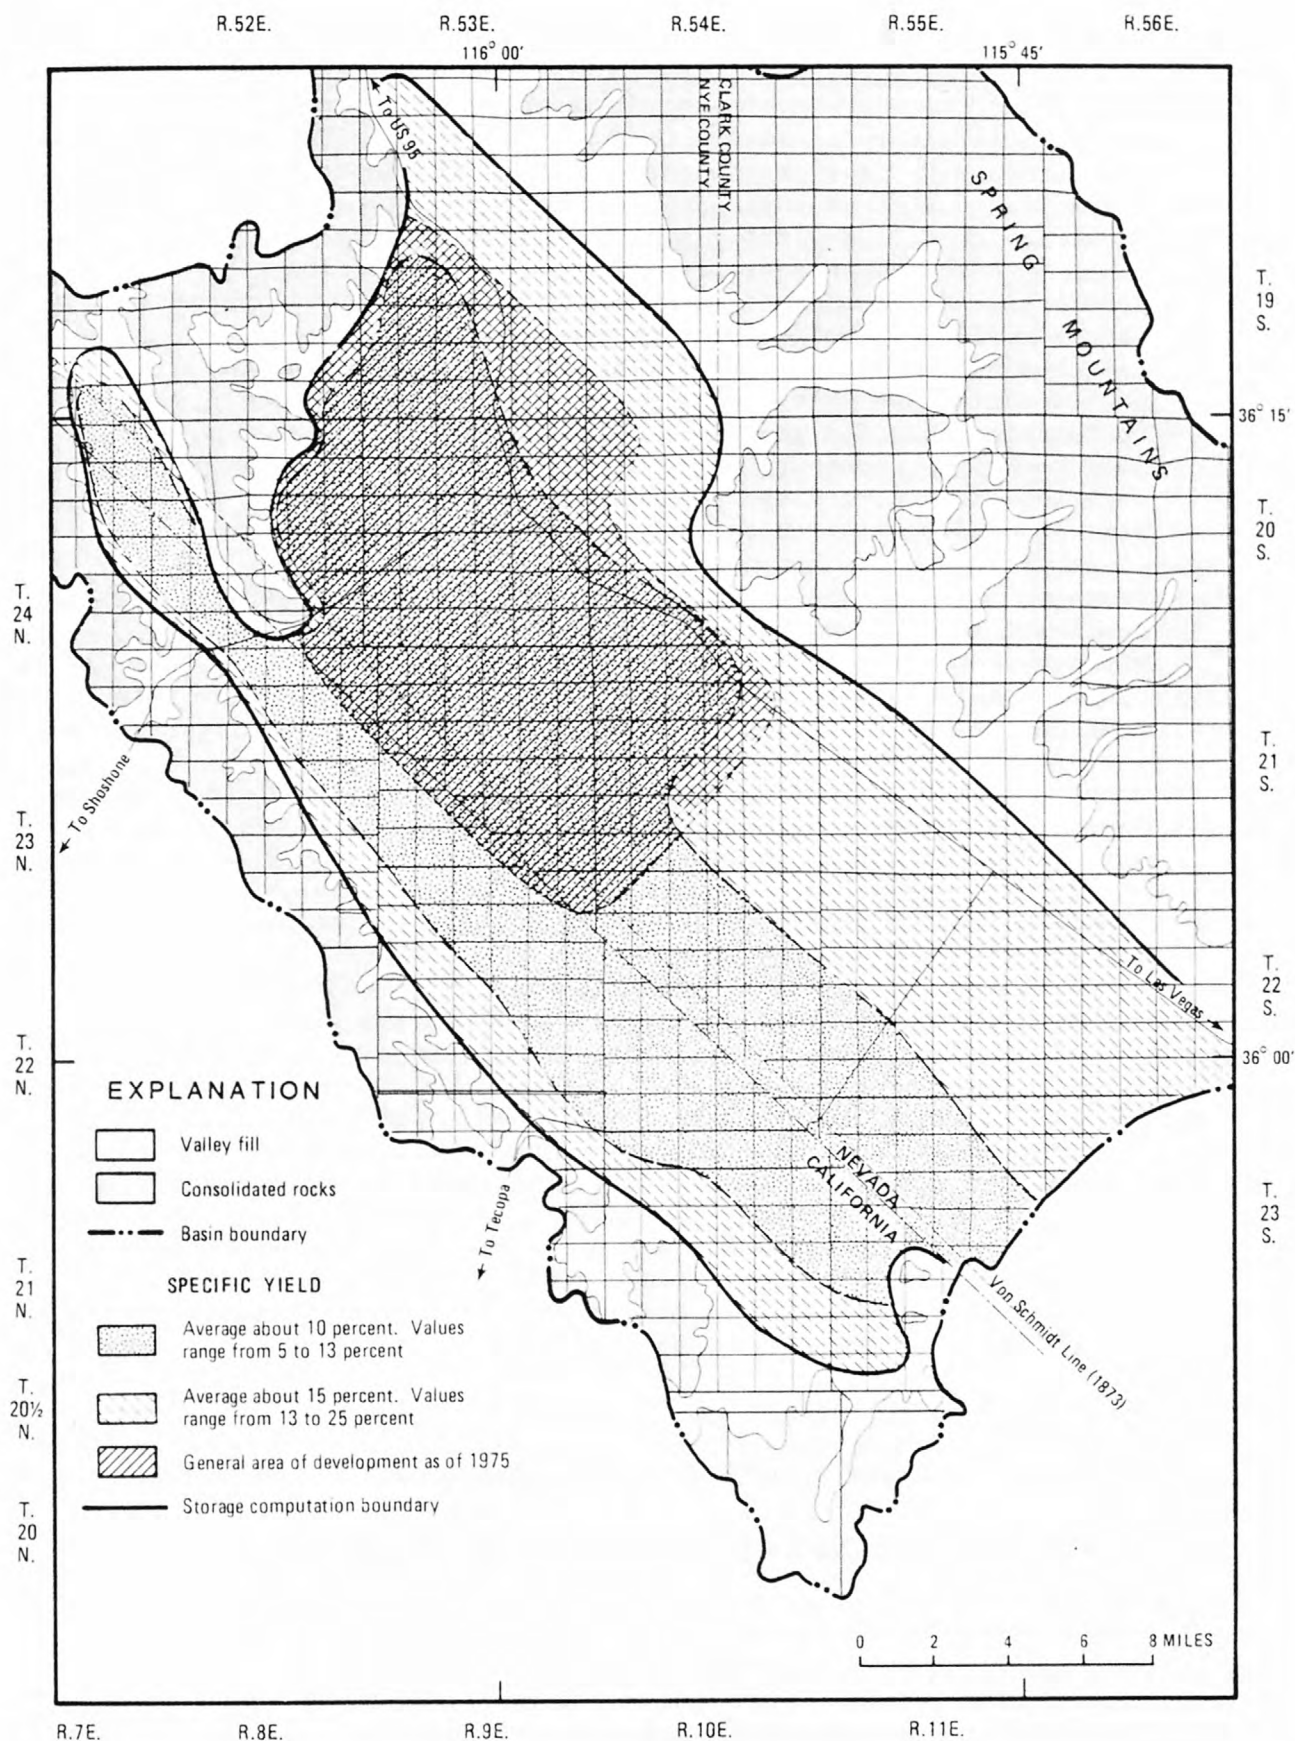 R.52E. R.53E. R.54E. R.55E. R.56E.
116° 00' 115° 45'
To US 95
CLARK COUNTY
NYE COUNTY
SPRING
MOUNTAINS
T.
19
S.
36° 15'
T.
20
S.
T.
24
N.
T.
21
S.
To Shoshone
T.
23
N.
To Las Vegas
T.
22
S.
T.
22
N.
36° 00'
NEVADA
CALIFORNIA
To Tecopa
T.
23
S.
T.
21
N.
Von Schmidt Line (1873)
T.
20½
N.
T.
20
N.
EXPLANATION
Valley fill
Consolidated rocks
Basin boundary
SPECIFIC YIELD
Average about 10 percent. Values
range from 5 to 13 percent
Average about 15 percent. Values
range from 13 to 25 percent
General area of development as of 1975
Storage computation boundary
0 2 4 6 8 MILES
R.7E. R.8E. R.9E. R.10E. R.11E.